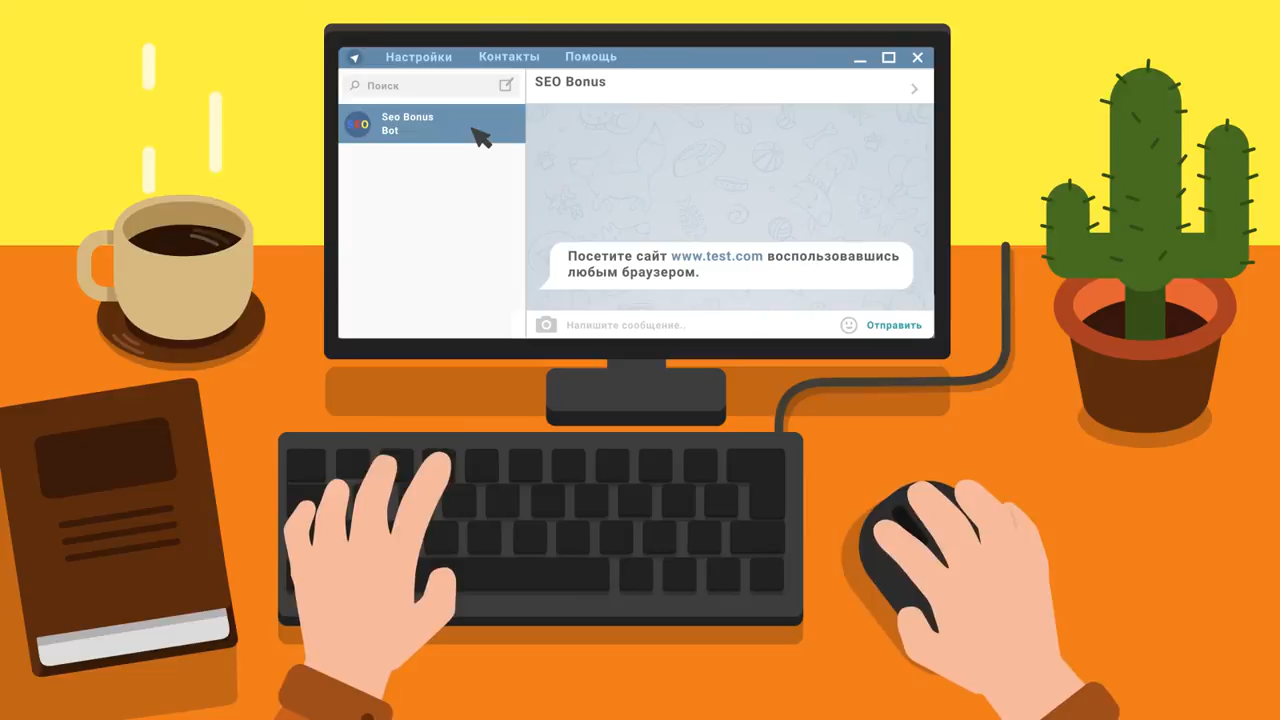 Настройки Контакты Помощь
Поиск
SEO Bonus
SEO
Seo Bonus
Bot
Посетите сайт www.test.com воспользовавшись
любым браузером.
Напишите сообщение..
Отправить